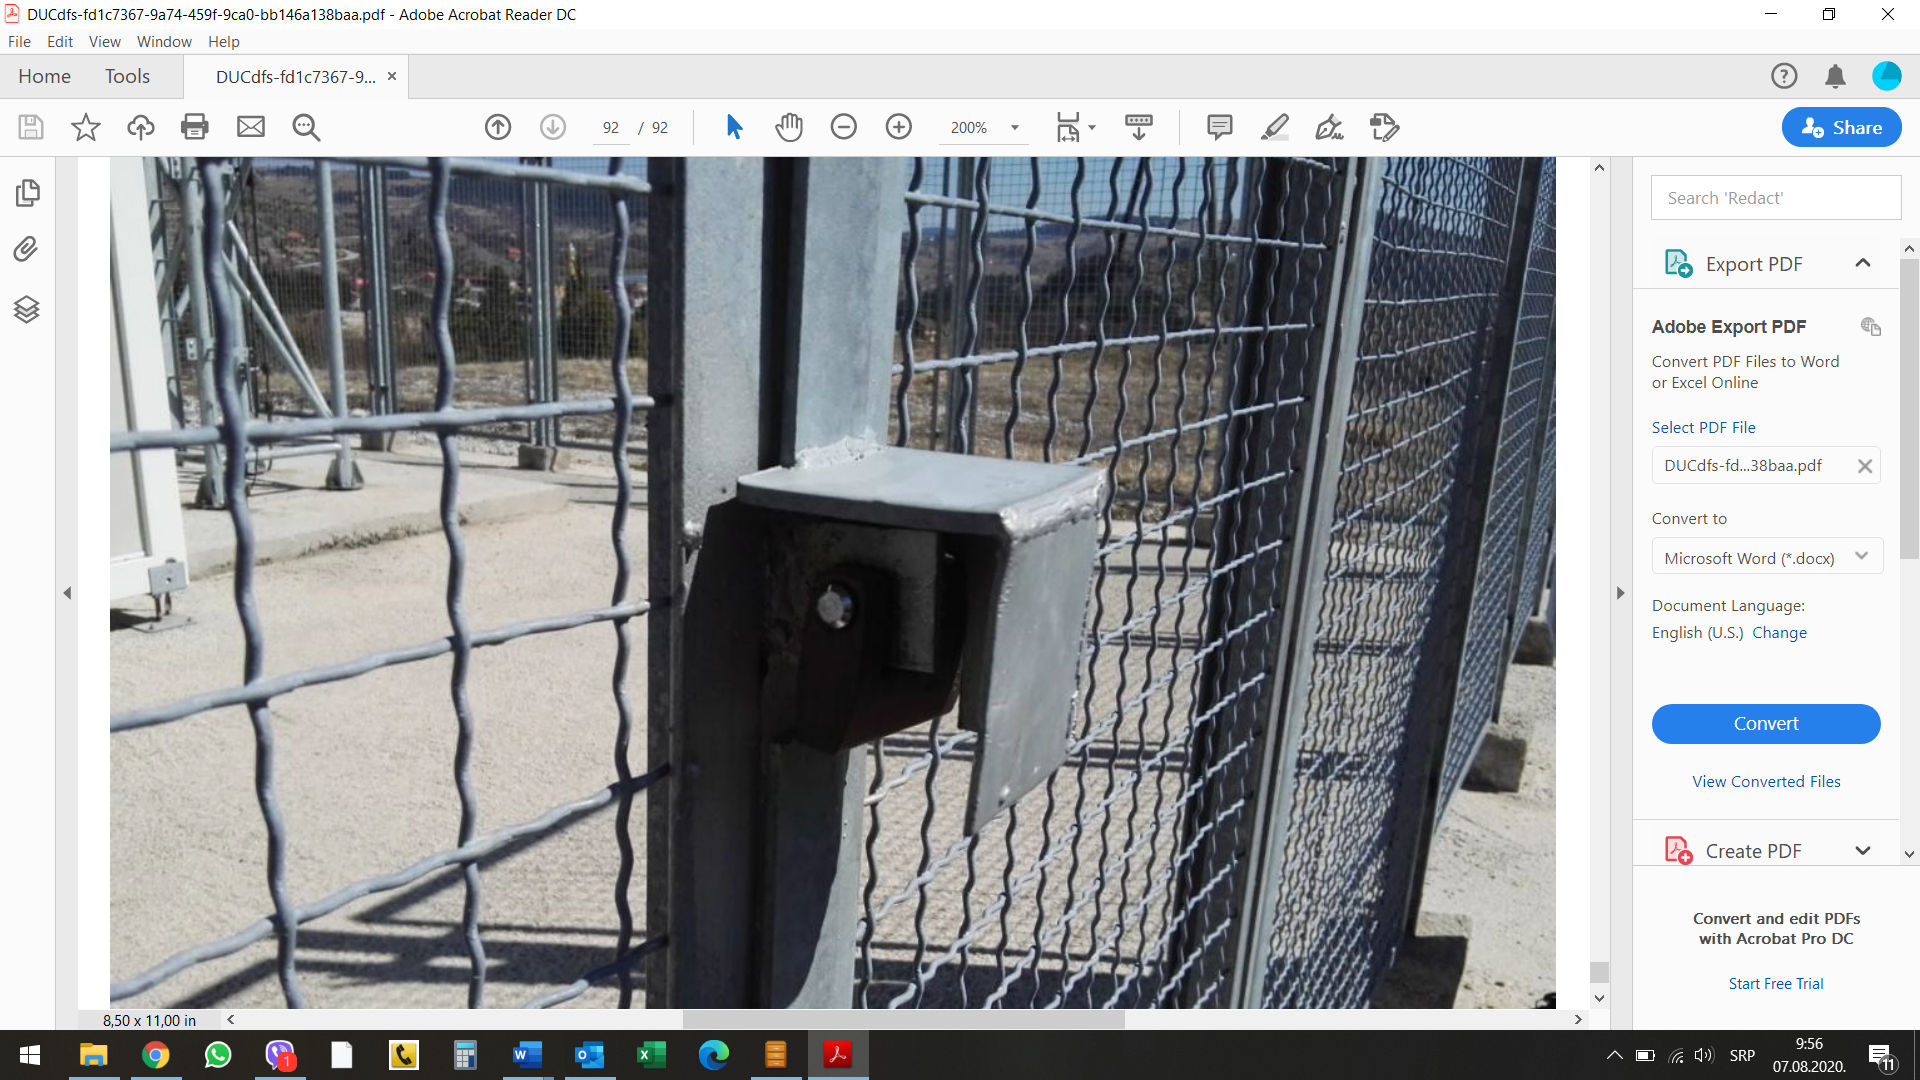 DUCdfs-fd1c7367-9a74-459f-9ca0-bb146a138baa.pdf - Adobe Acrobat Reader DC
File Edit View Window Help
Home Tools DUCdfs-fd1c7367-9...
92 / 92 200% Share
Search 'Redact'
Export PDF
Adobe Export PDF
Convert PDF Files to Word
or Excel Online
Select PDF File
DUCdfs-fd...38baa.pdf
Convert to
Microsoft Word (*.docx)
Document Language:
English (U.S.) Change
Convert
View Converted Files
Create PDF
Convert and edit PDFs
with Acrobat Pro DC
Start Free Trial
8,50 x 11,00 in
1
SRP
9:56
07.08.2020.
11